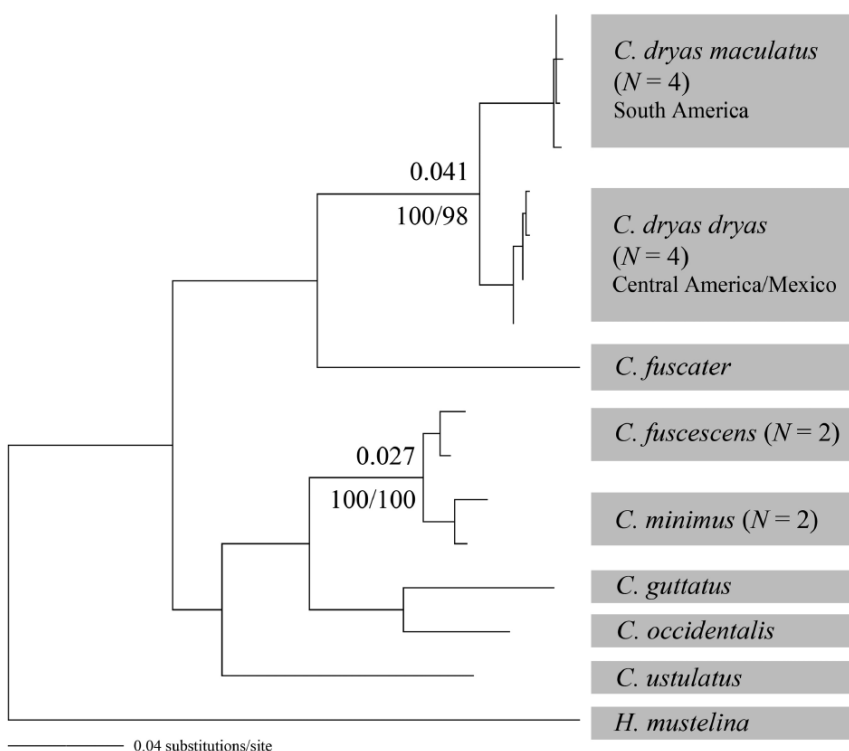 C. dryas maculatus
(N = 4)
South America
0.041
100/98
C. dryas dryas
(N = 4)
Central America/Mexico
C. fuscater
C. fuscescens (N = 2)
0.027
100/100
C. minimus (N = 2)
C. guttatus
C. occidentalis
C. ustulatus
H. mustelina
0.04 substitutions/site